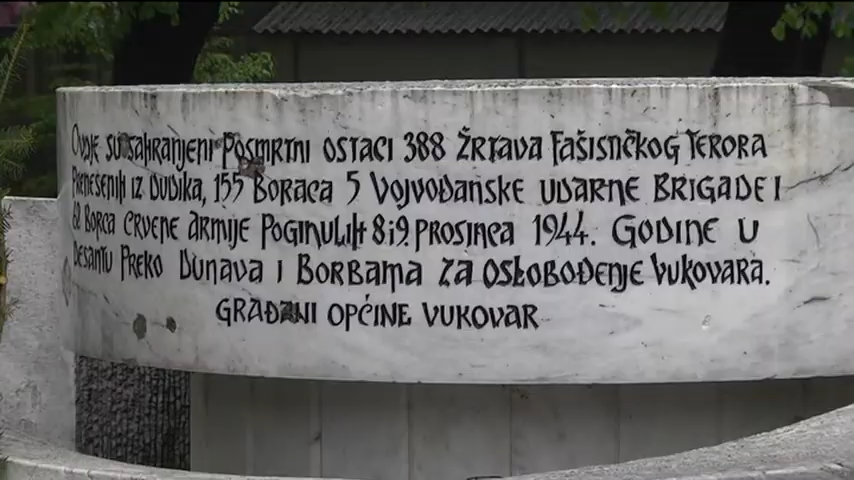 Ovdje su sahranjeni posmrtni ostaci 388 žrtava fašističkog terora
prenesenih iz Dudika, 155 boraca 5 vojvođanske udarne brigade i
62 borca Crvene armije poginulih 8 i 9. prosinca 1944. godine u
desantu preko Dunava i borbama za oslobođenje Vukovara.
GRAĐANI OPĆINE VUKOVAR